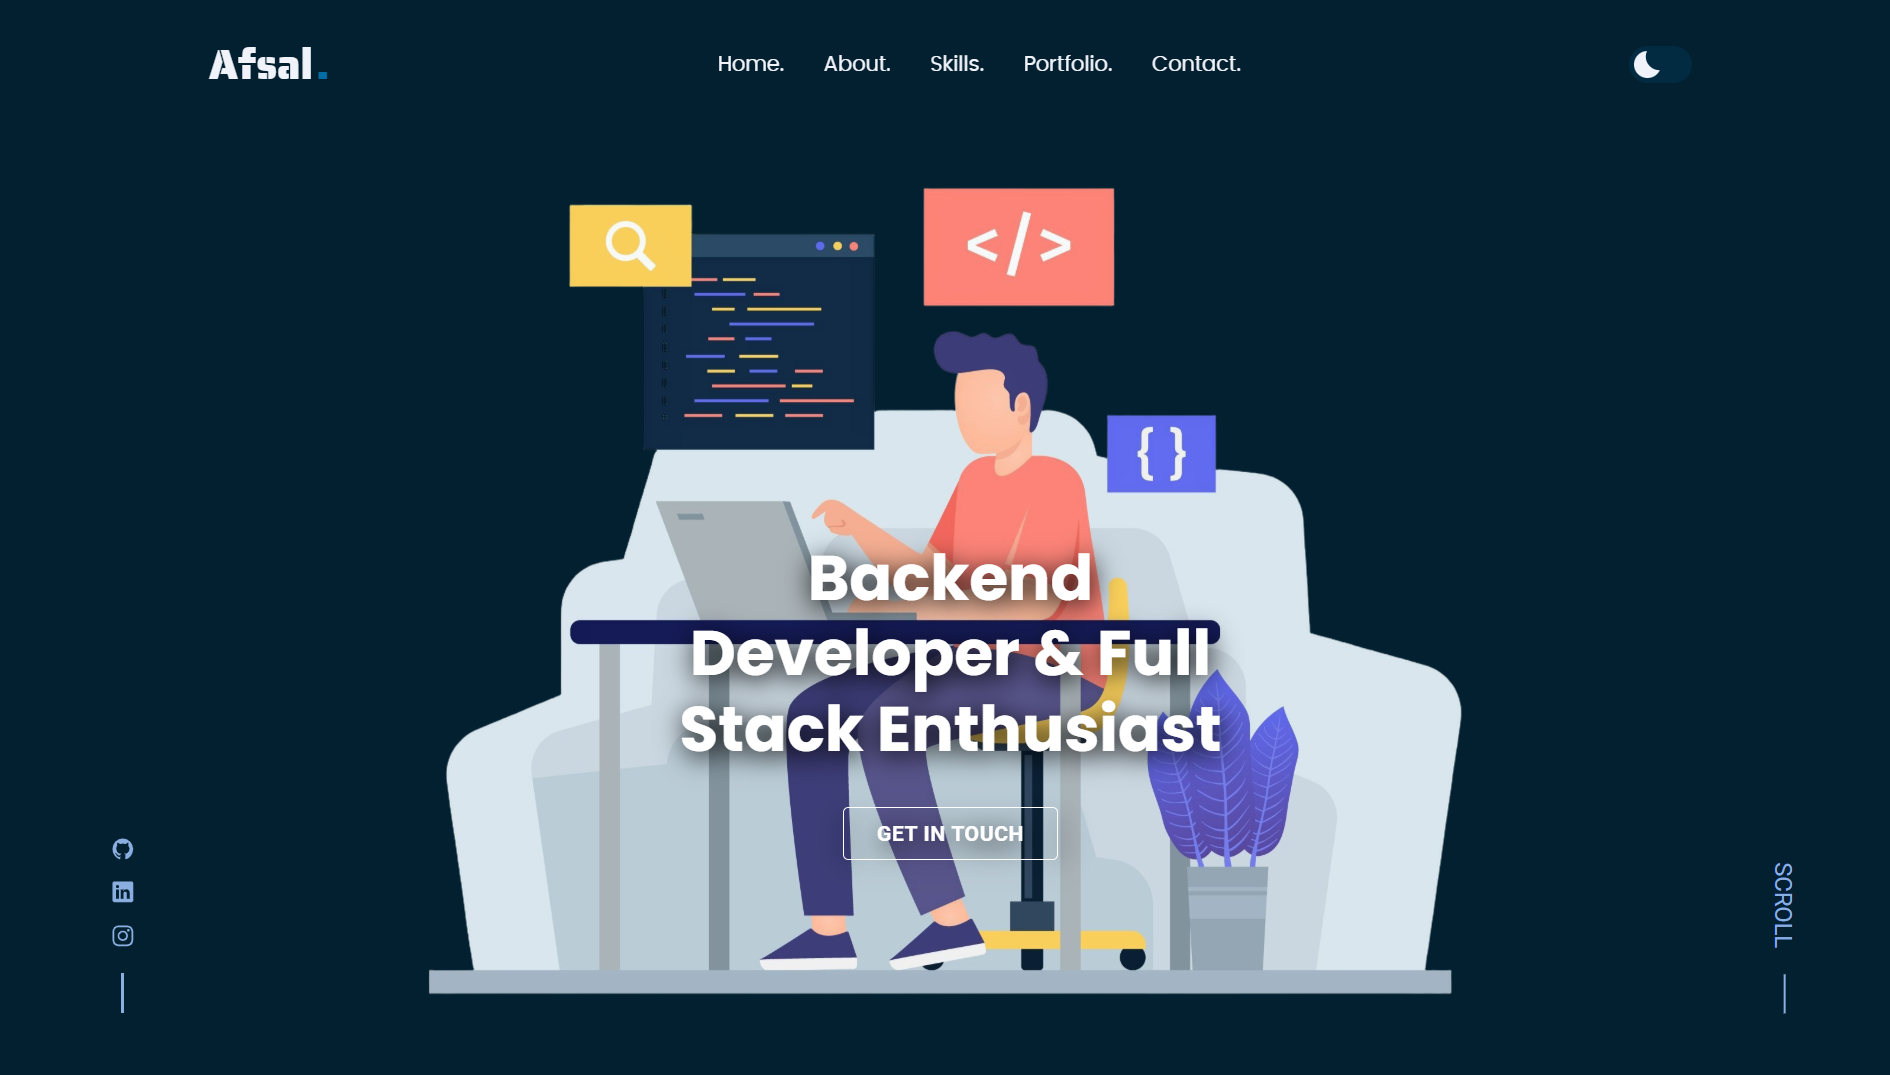 Afsal.
Home. About. Skills. Portfolio. Contact.
</>
{ }
Backend
Developer & Full
Stack Enthusiast
GET IN TOUCH
SCROLL